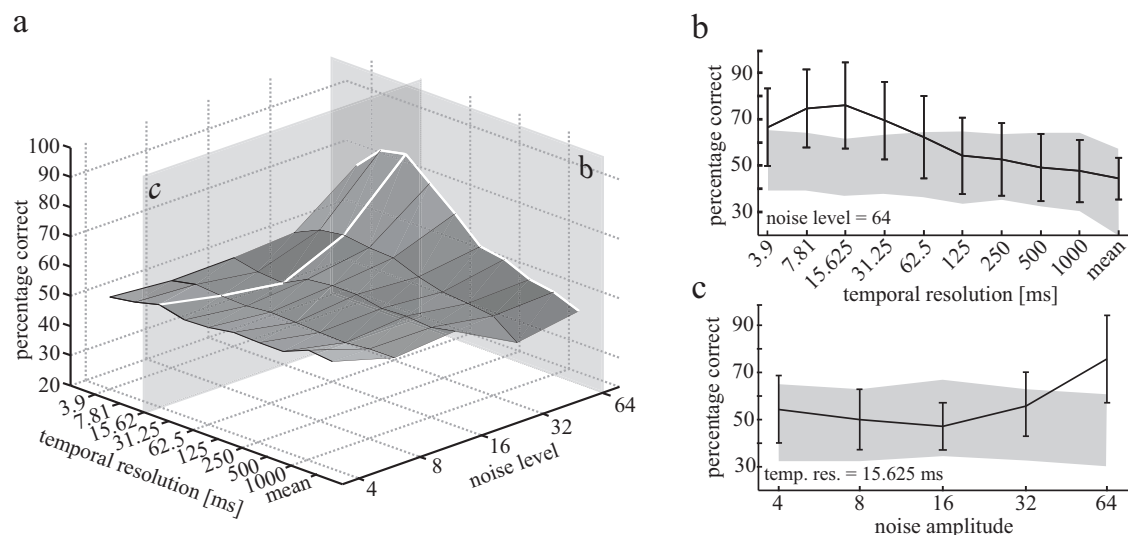 a
100
90
80
70
60
50
40
30
20
percentage correct
c
b
3.9
7.81
15.62
31.25
62.5
125
250
500
1000
mean
temporal resolution [ms]
4
8
16
32
64
noise level
b
90
70
50
30
percentage correct
noise level = 64
3.9
7.81
15.625
31.25
62.5
125
250
500
1000
mean
temporal resolution [ms]
c
90
70
50
30
percentage correct
temp. res. = 15.625 ms
4
8
16
32
64
noise amplitude